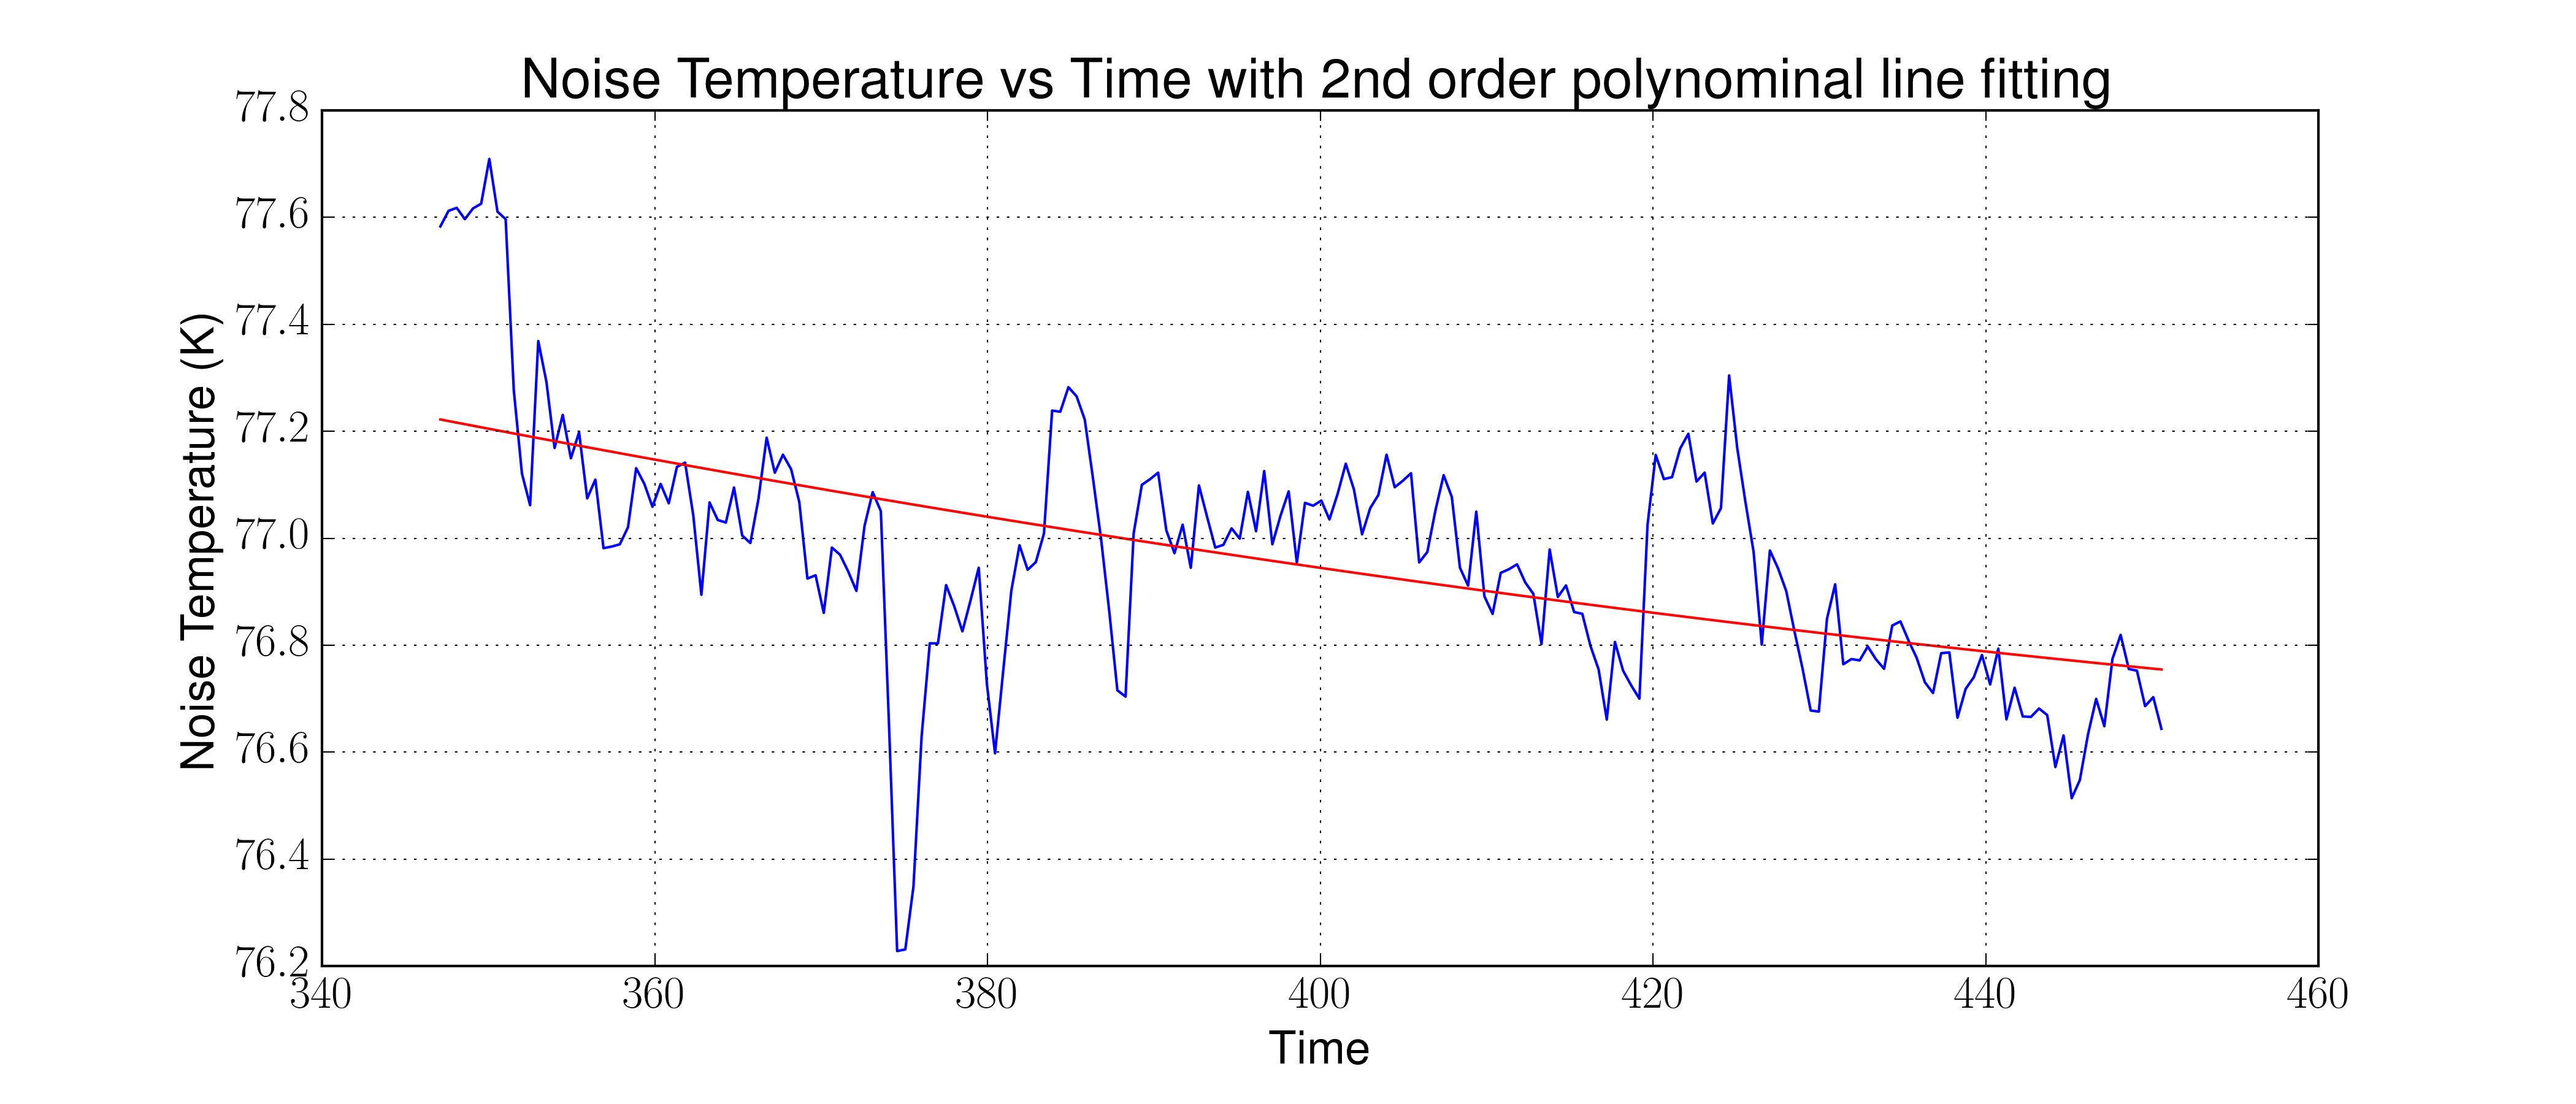 Noise Temperature vs Time with 2nd order polynominal line fitting
77.8
77.6
77.4
77.2
77.0
76.8
76.6
76.4
76.2
Noise Temperature (K)
340 360 380 400 420 440 460
Time